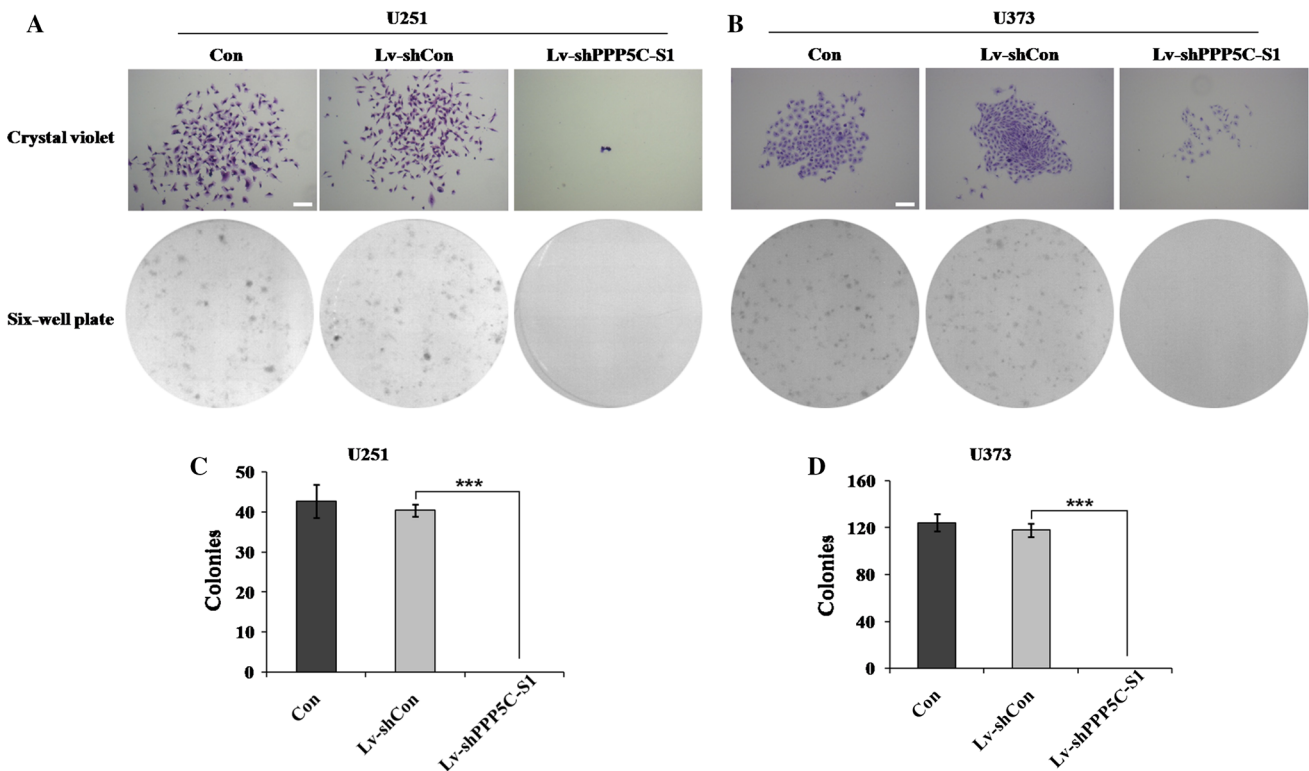 A
U251
Con
Lv-shCon
Lv-shPPP5C-S1
B
U373
Con
Lv-shCon
Lv-shPPP5C-S1
Crystal violet
Six-well plate
C
U251
50
40
30
20
10
0
Colonies
***
Con
Lv-shCon
Lv-shPPP5C-S1
D
U373
160
120
80
40
0
Colonies
***
Con
Lv-shCon
Lv-shPPP5C-S1